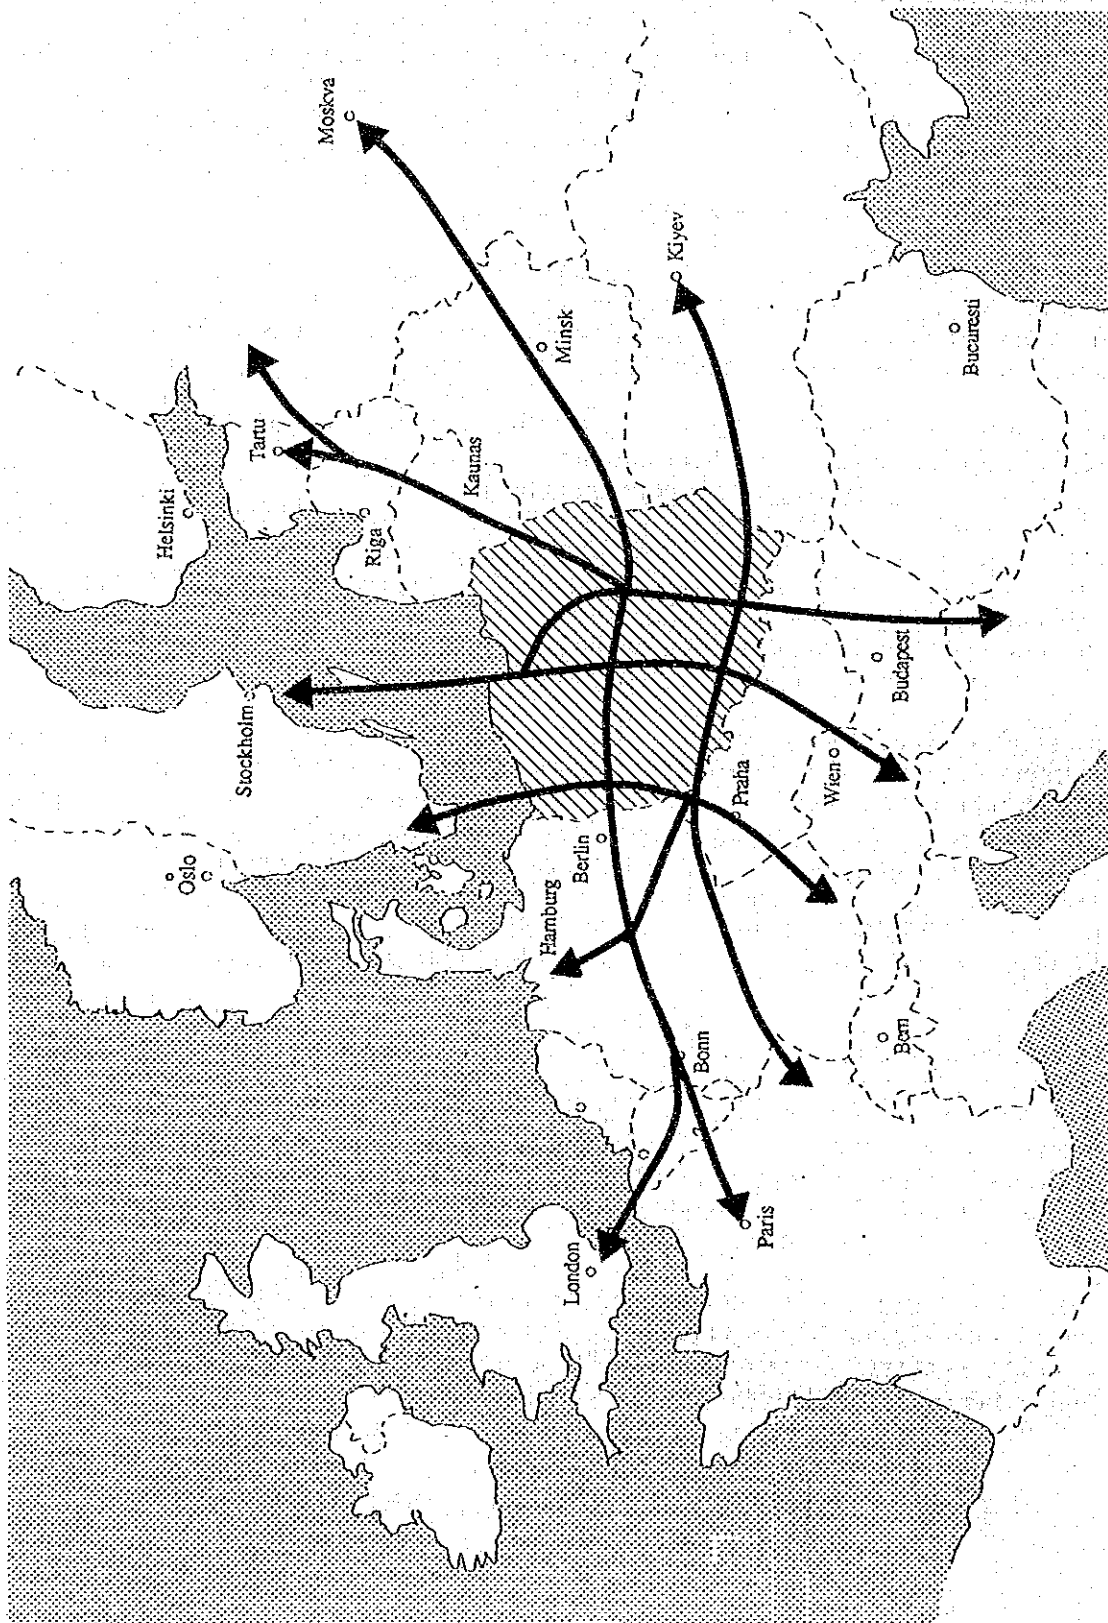 Moskva
Helsinki
Tartu
Stockholm
Oslo
Riga
Kaunas
Minsk
Kiyev
Hamburg
Berlin
London
Bonn
Praha
Paris
Wien
Budapest
Bern
Bucuresti